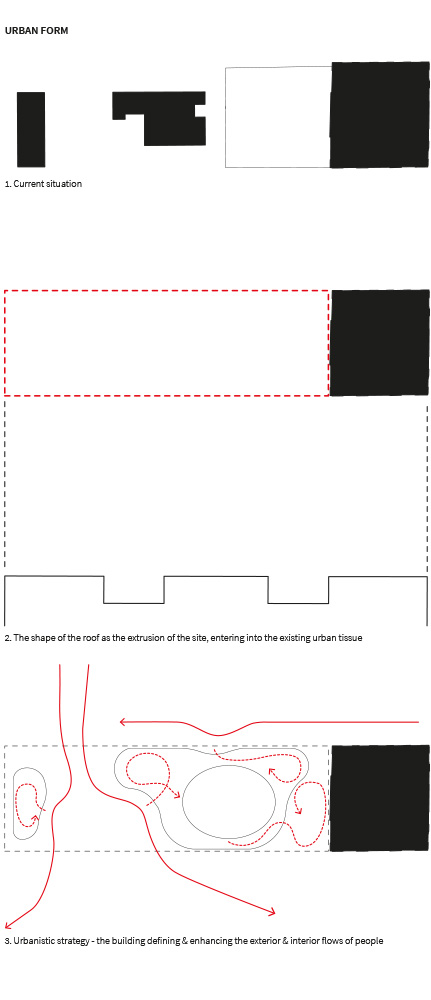 URBAN FORM
1. Current situation
2. The shape of the roof as the extrusion of the site, entering into the existing urban tissue
3. Urbanistic strategy - the building defining & enhancing the exterior & interior flows of people